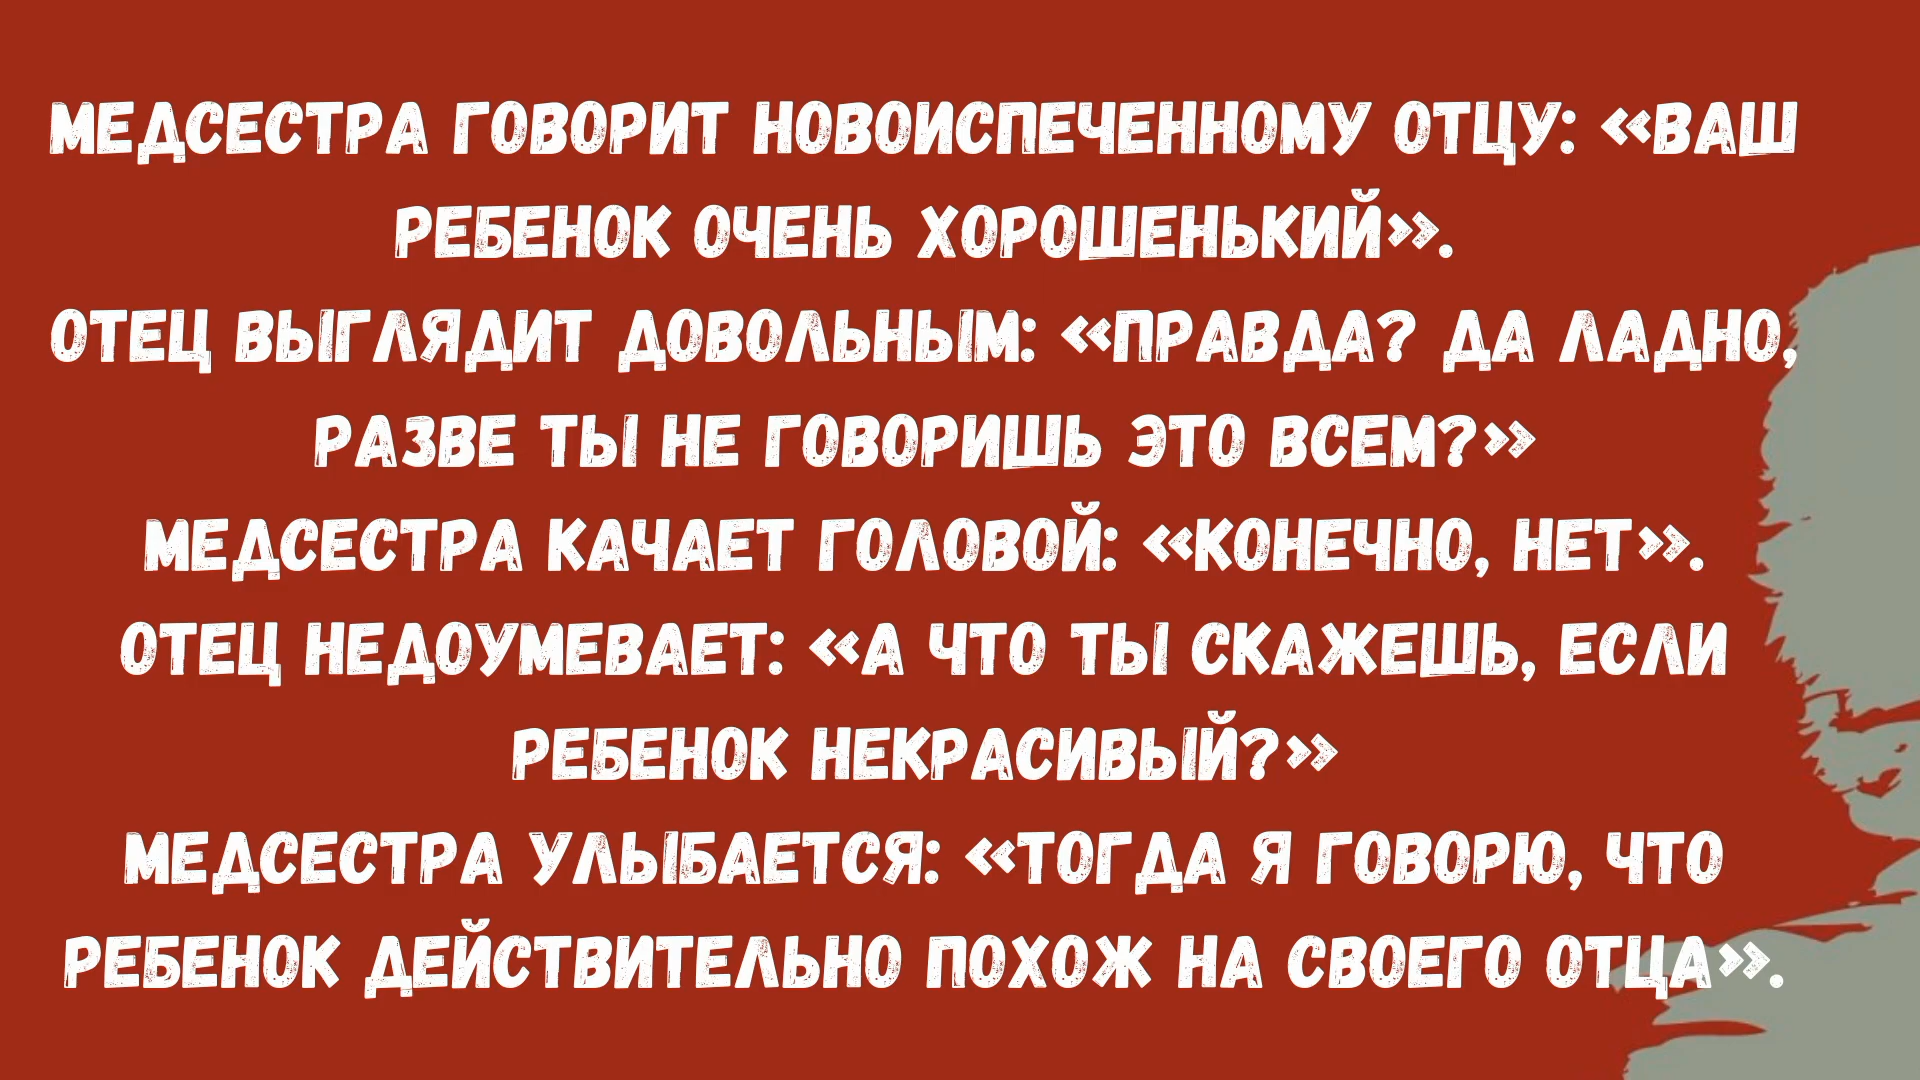 МЕДСЕСТРА ГОВОРИТ НОВОИСПЕЧЕННОМУ ОТЦУ: «ВАШ
РЕБЕНОК ОЧЕНЬ ХОРОШЕНЬКИЙ».
ОТЕЦ ВЫГЛЯДИТ ДОВОЛЬНЫМ: «ПРАВДА? ДА ЛАДНО,
РАЗВЕ ТЫ НЕ ГОВОРИШЬ ЭТО ВСЕМ?»
МЕДСЕСТРА КАЧАЕТ ГОЛОВОЙ: «КОНЕЧНО, НЕТ».
ОТЕЦ НЕДОУМЕВАЕТ: «А ЧТО ТЫ СКАЖЕШЬ, ЕСЛИ
РЕБЕНОК НЕКРАСИВЫЙ?»
МЕДСЕСТРА УЛЫБАЕТСЯ: «ТОГДА Я ГОВОРЮ, ЧТО
РЕБЕНОК ДЕЙСТВИТЕЛЬНО ПОХОЖ НА СВОЕГО ОТЦА».